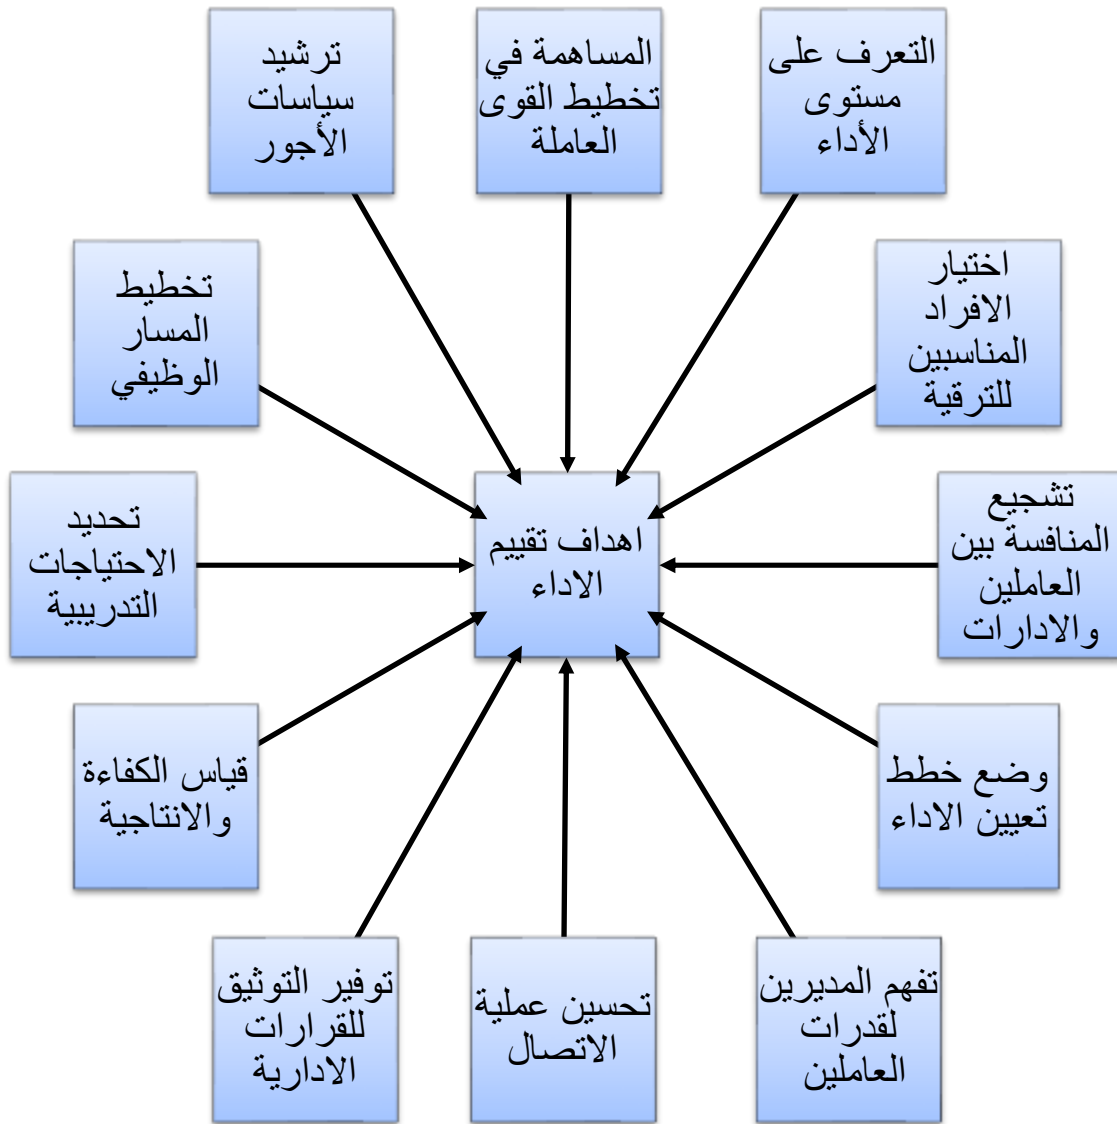 التعرف على
مستوى
الأداء
المساهمة في
تخطيط القوى
العاملة
ترشيد
سياسات
الأجور
اختيار
الافراد
المناسبين
للترقية
تخطيط
المسار
الوظيفي
تشجيع
المنافسة بين
العاملين
والادارات
اهداف تقييم
الاداء
تحديد
الاحتياجات
التدريبية
وضع خطط
تعيين الاداء
قياس الكفاءة
والانتاجية
تفهم المديرين
لقدرات
العاملين
تحسين عملية
الاتصال
توفير التوثيق
للقرارات
الادارية